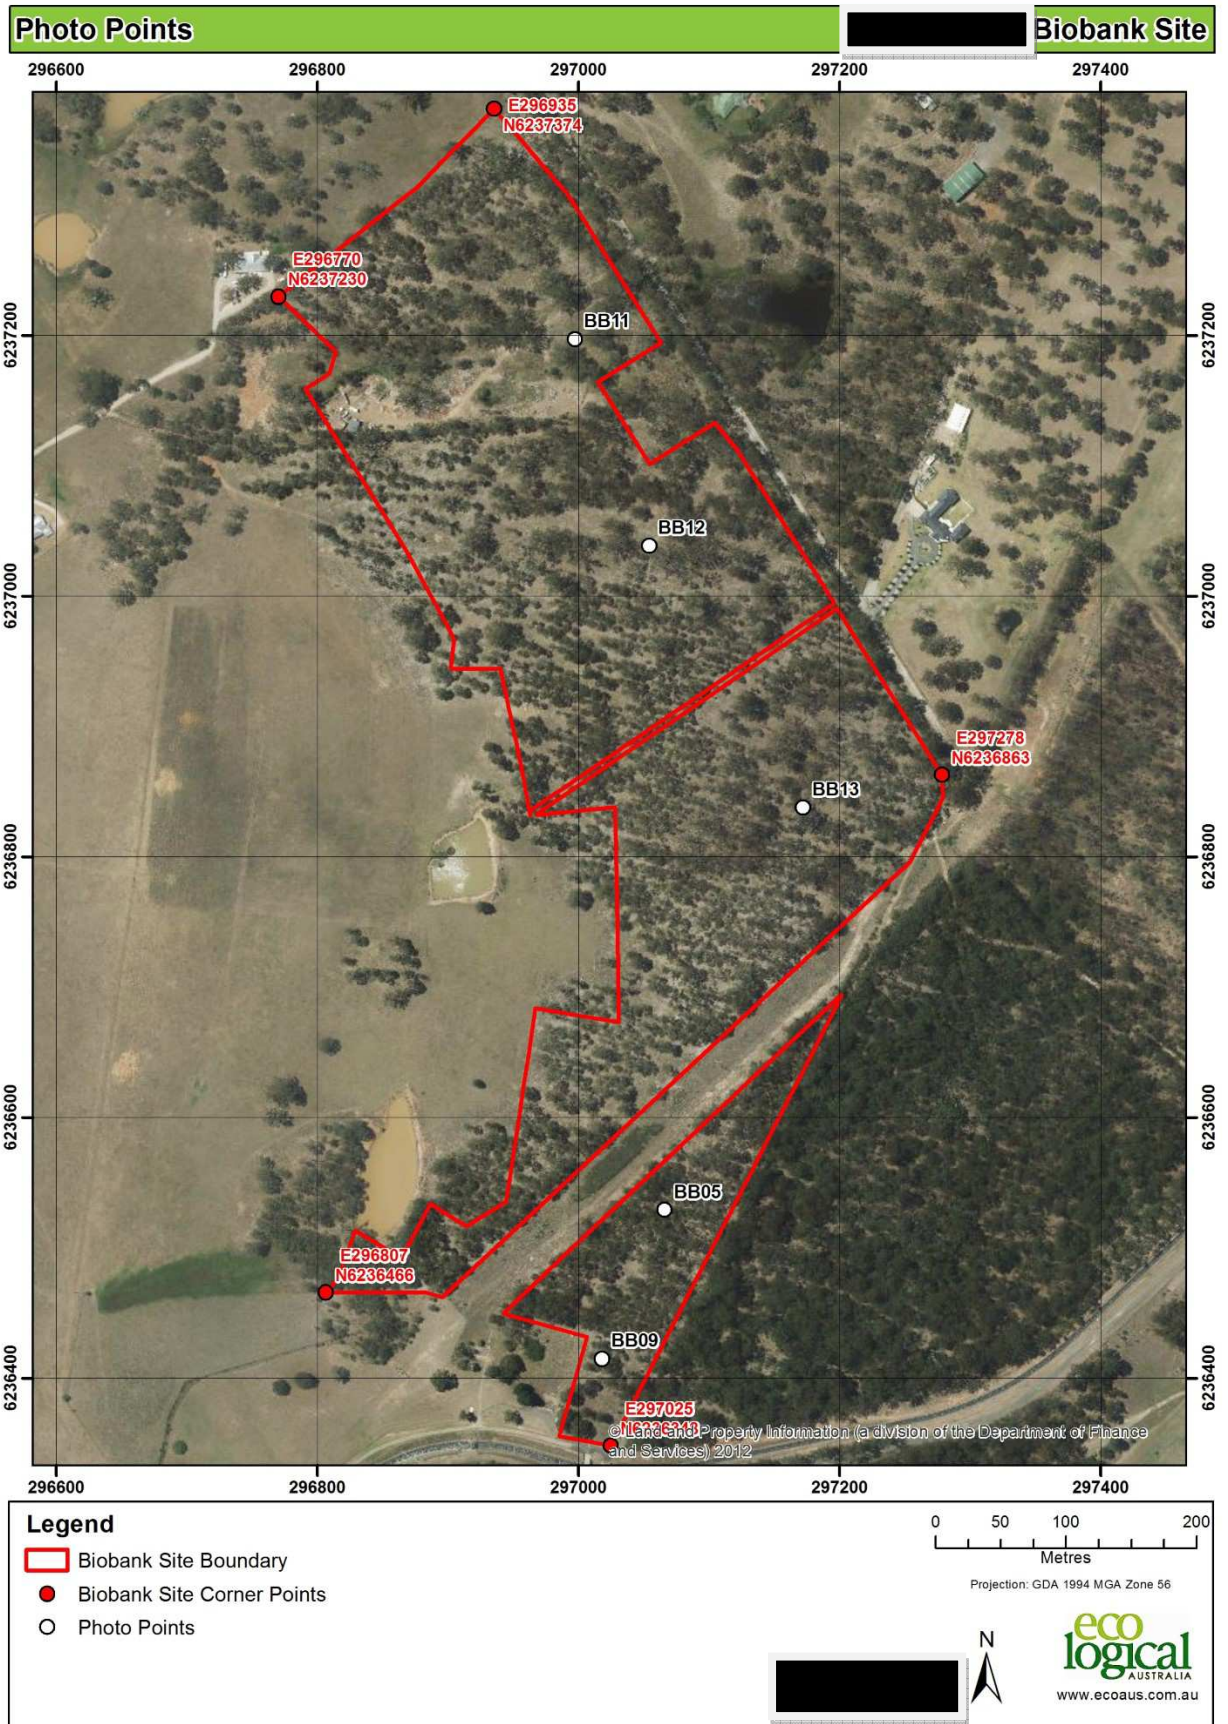 Photo Points
Biobank Site
296600 296800 297000 297200 297400
E296935
N6237374
E296770
N6237230
BB11
6237200 6237200
BB12
6237000 6237000
E297278
N6236863
BB13
6236800 6236800
6236600 6236600
BB05
E296807
N6236466
BB09
6236400 6236400
E297025
© Land and Property Information (a division of the Department of Finance
and Services) 2012
296600 296800 297000 297200 297400
Legend
Biobank Site Boundary
Biobank Site Corner Points
Photo Points
0 50 100 200
Metres
Projection: GDA 1994 MGA Zone 56
N
eco
logical
AUSTRALIA
www.ecoaus.com.au